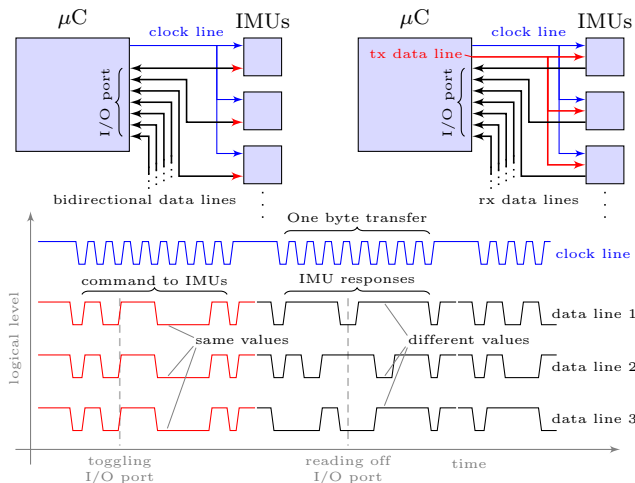 μC
IMUs
clock line
I/O port
bidirectional data lines
μC
IMUs
clock line
tx data line
I/O port
rx data lines
One byte transfer
clock line
command to IMUs
IMU responses
data line 1
same values
different values
data line 2
data line 3
logical level
toggling
I/O port
reading off
I/O port
time